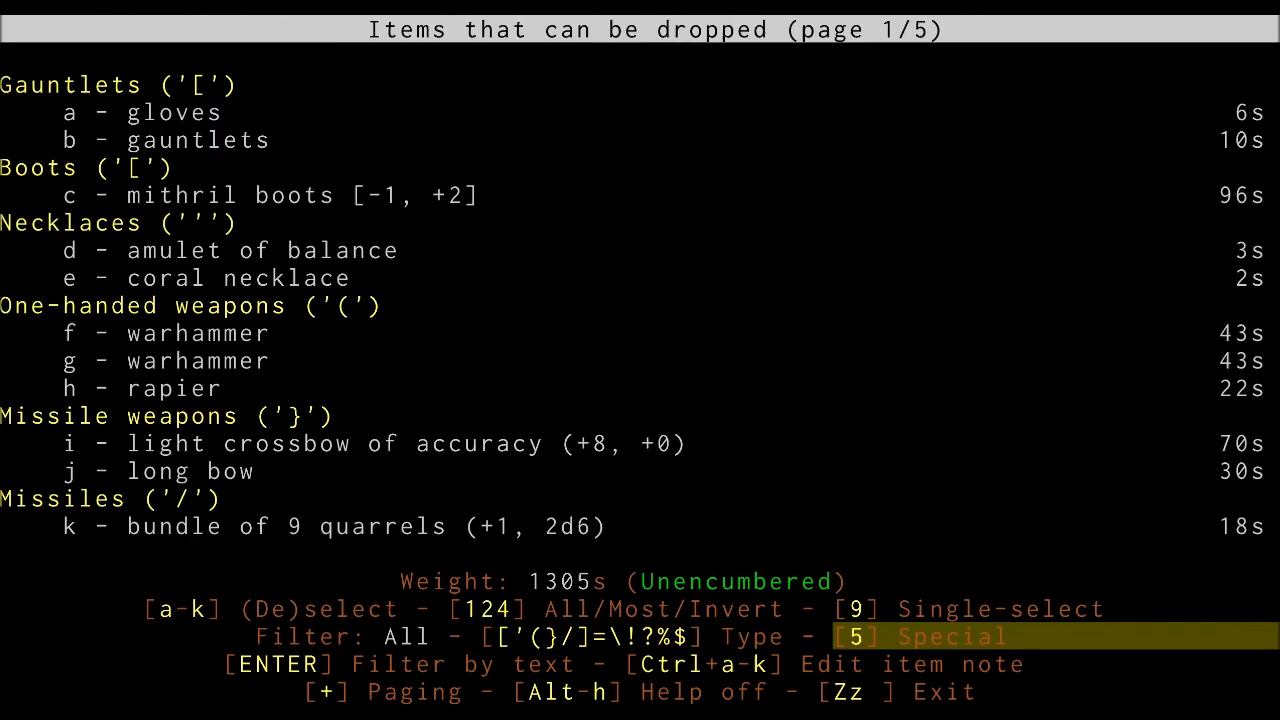 Items that can be dropped (page 1/5)
Gauntlets ('[')
a - gloves 6s
b - gauntlets 10s
Boots ('[')
c - mithril boots [-1, +2] 96s
Necklaces (''')
d - amulet of balance 3s
e - coral necklace 2s
One-handed weapons ('(')
f - warhammer 43s
g - warhammer 43s
h - rapier 22s
Missile weapons ('}')
i - light crossbow of accuracy (+8, +0) 70s
j - long bow 30s
Missiles ('/')
k - bundle of 9 quarrels (+1, 2d6) 18s
Weight: 1305s (Unencumbered)
[a-k] (De)select - [124] All/Most/Invert - [9] Single-select
Filter: All - [['(}/]=\!?%$] Type - [5] Special
[ENTER] Filter by text - [Ctrl+a-k] Edit item note
[+] Paging - [Alt-h] Help off - [Zz ] Exit